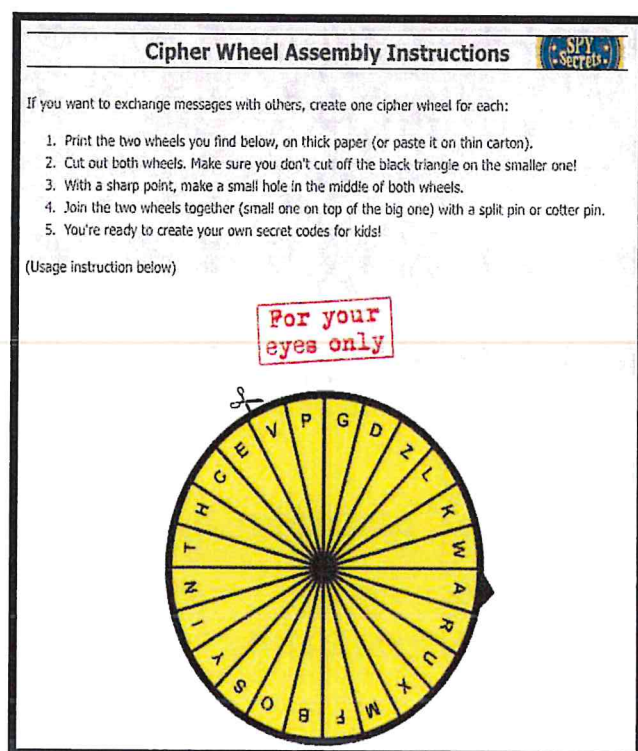 Cipher Wheel Assembly Instructions
SPY
Secrets
If you want to exchange messages with others, create one cipher wheel for each:
1. Print the two wheels you find below, on thick paper (or paste it on thin carton).
2. Cut out both wheels. Make sure you don't cut off the black triangle on the smaller one!
3. With a sharp point, make a small hole in the middle of both wheels.
4. Join the two wheels together (small one on top of the big one) with a split pin or cotter pin.
5. You're ready to create your own secret codes for kids!
(Usage instruction below)
For your
eyes only
G D Z L K W A R U X M F B O S Y I N T H C E V P